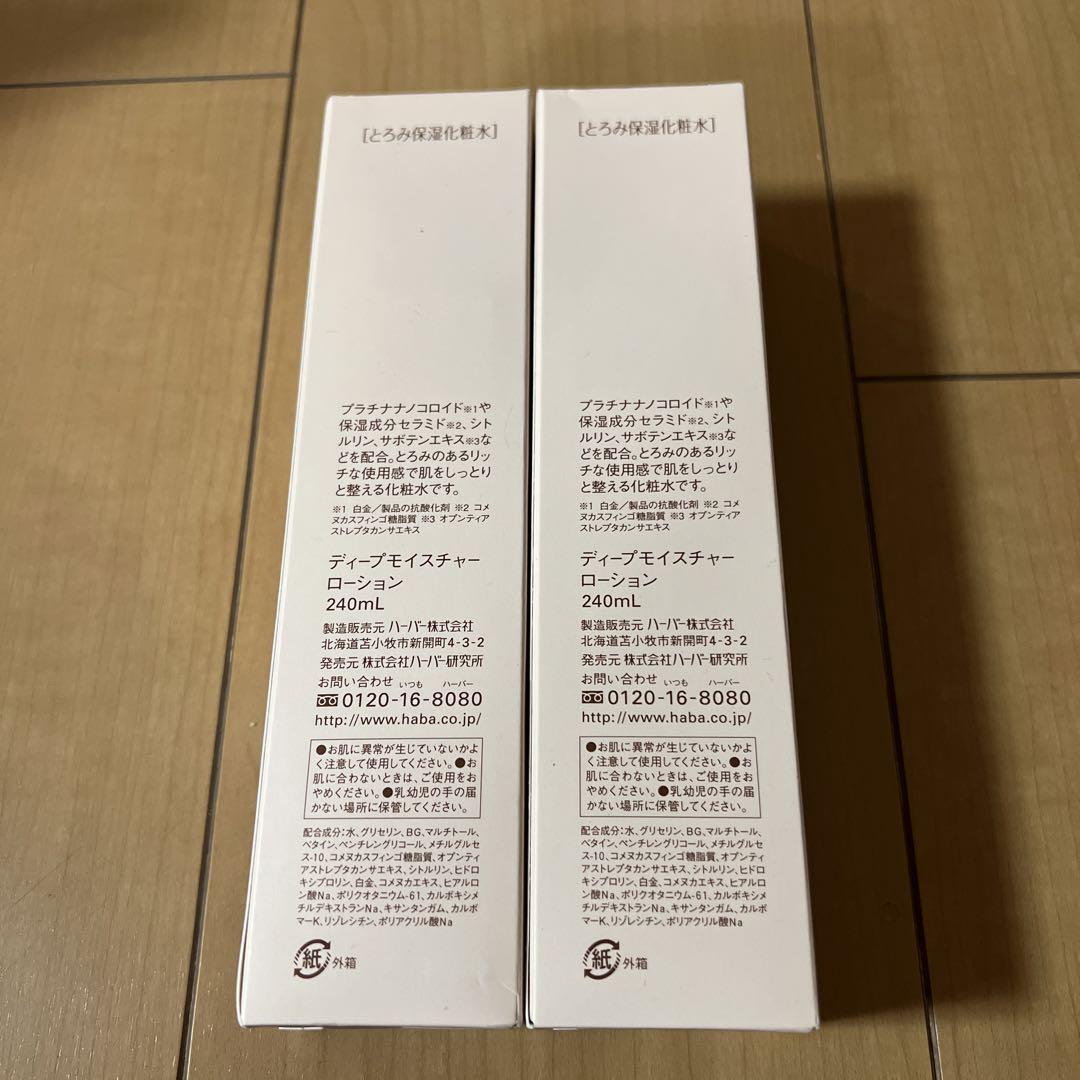 [とろみ保湿化粧水]
プラチナナノコロイド※1や
保湿成分セラミド※2、シト
ルリン、サボテンエキス※3な
どを配合。とろみのあるリッ
チな使用感で肌をしっとり
と整える化粧水です。
※1 白金／製品の抗酸化剤 ※2 コメ
ヌカスフィンゴ糖脂質 ※3 オプンティア
ストレプタカンサエキス
ディープモイスチャー
ローション
240mL
製造販売元 ハーバー株式会社
北海道苫小牧市新開町4-3-2
発売元 株式会社ハーバー研究所
お問い合わせ いつも ハーバー
0120-16-8080
http://www.haba.co.jp/
●お肌に異常が生じていないかよ
く注意して使用してください。●お
肌に合わないときは、ご使用をお
やめください。●乳幼児の手の届
かない場所に保管してください。
配合成分:水、グリセリン、BG、マルチトール、
ベタイン、ペンチレングリコール、メチルグルセ
ス-10、コメヌカスフィンゴ糖脂質、オプンティ
アストレプタカンサエキス、シトルリン、ヒドロ
キシプロリン、白金、コメヌカエキス、ヒアルロ
ン酸Na、ポリクオタニウム-61、カルボキシメ
チルデキストランNa、キサンタンガム、カルボ
マーK、リゾレシチン、ポリアクリル酸Na
紙 外箱
[とろみ保湿化粧水]
プラチナナノコロイド※1や
保湿成分セラミド※2、シト
ルリン、サボテンエキス※3な
どを配合。とろみのあるリッ
チな使用感で肌をしっとり
と整える化粧水です。
※1 白金／製品の抗酸化剤 ※2 コメ
ヌカスフィンゴ糖脂質 ※3 オプンティア
ストレプタカンサエキス
ディープモイスチャー
ローション
240mL
製造販売元 ハーバー株式会社
北海道苫小牧市新開町4-3-2
発売元 株式会社ハーバー研究所
お問い合わせ いつも ハーバー
0120-16-8080
http://www.haba.co.jp/
●お肌に異常が生じていないかよ
く注意して使用してください。●お
肌に合わないときは、ご使用をお
やめください。●乳幼児の手の届
かない場所に保管してください。
配合成分:水、グリセリン、BG、マルチトール、
ベタイン、ペンチレングリコール、メチルグルセ
ス-10、コメヌカスフィンゴ糖脂質、オプンティ
アストレプタカンサエキス、シトルリン、ヒドロ
キシプロリン、白金、コメヌカエキス、ヒアルロ
ン酸Na、ポリクオタニウム-61、カルボキシメ
チルデキストランNa、キサンタンガム、カルボ
マーK、リゾレシチン、ポリアクリル酸Na
紙 外箱